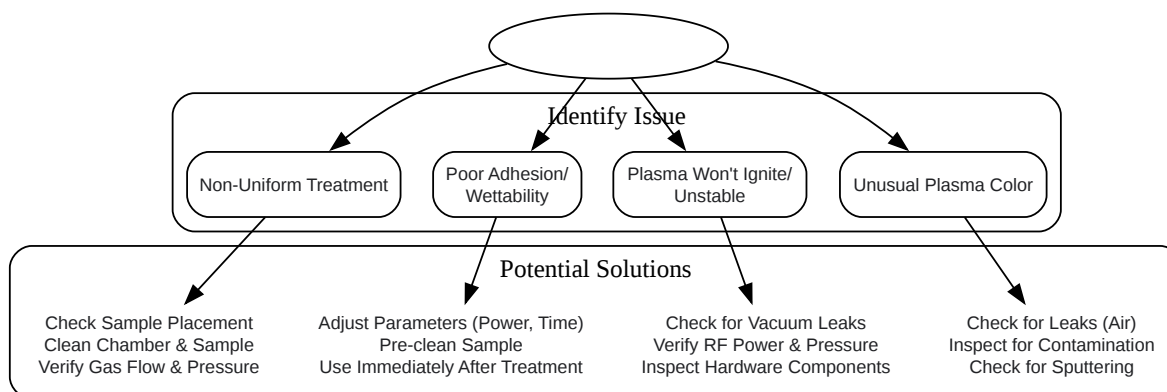 Identify Issue
Non-Uniform Treatment
Poor Adhesion/
Wettability
Plasma Won't Ignite/
Unstable
Unusual Plasma Color
Potential Solutions
Check Sample Placement
Clean Chamber & Sample
Verify Gas Flow & Pressure
Adjust Parameters (Power, Time)
Pre-clean Sample
Use Immediately After Treatment
Check for Vacuum Leaks
Verify RF Power & Pressure
Inspect Hardware Components
Check for Leaks (Air)
Inspect for Contamination
Check for Sputtering